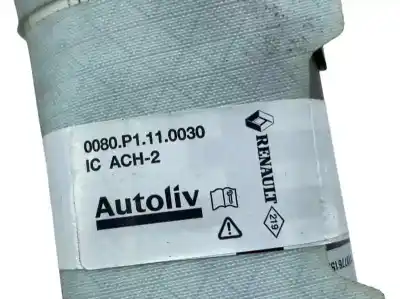 0080.P1.11.0030
IC ACH-2
Autoliv
RENAULT
219